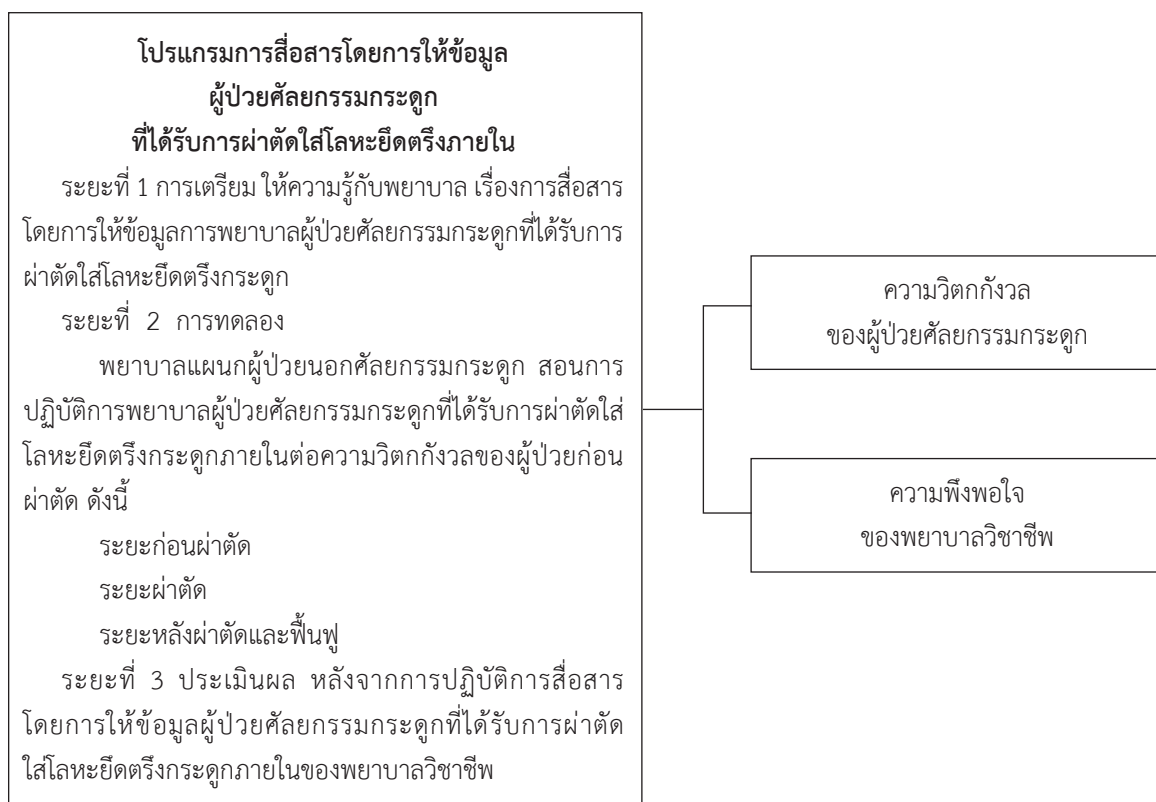 โปรแกรมการสื่อสารโดยการให้ข้อมูล
ผู้ป่วยศัลยกรรมกระดูก
ที่ได้รับการผ่าตัดใส่โลหะยึดตรึงภายใน
ระยะที่ 1 การเตรียม ให้ความรู้กับพยาบาล เรื่องการสื่อสาร
โดยการให้ข้อมูลการพยาบาลผู้ป่วยศัลยกรรมกระดูกที่ได้รับการ
ผ่าตัดใส่โลหะยึดตรึงกระดูก
ระยะที่ 2 การทดลอง
พยาบาลแผนกผู้ป่วยนอกศัลยกรรมกระดูก สอนการ
ปฏิบัติการพยาบาลผู้ป่วยศัลยกรรมกระดูกที่ได้รับการผ่าตัดใส่
โลหะยึดตรึงกระดูกภายในต่อความวิตกกังวลของผู้ป่วยก่อน
ผ่าตัด ดังนี้
ระยะก่อนผ่าตัด
ระยะผ่าตัด
ระยะหลังผ่าตัดและฟื้นฟู
ระยะที่ 3 ประเมินผล หลังจากการปฏิบัติการสื่อสาร
โดยการให้ข้อมูลผู้ป่วยศัลยกรรมกระดูกที่ได้รับการผ่าตัด
ใส่โลหะยึดตรึงกระดูกภายในของพยาบาลวิชาชีพ
ความวิตกกังวล
ของผู้ป่วยศัลยกรรมกระดูก
ความพึงพอใจ
ของพยาบาลวิชาชีพ